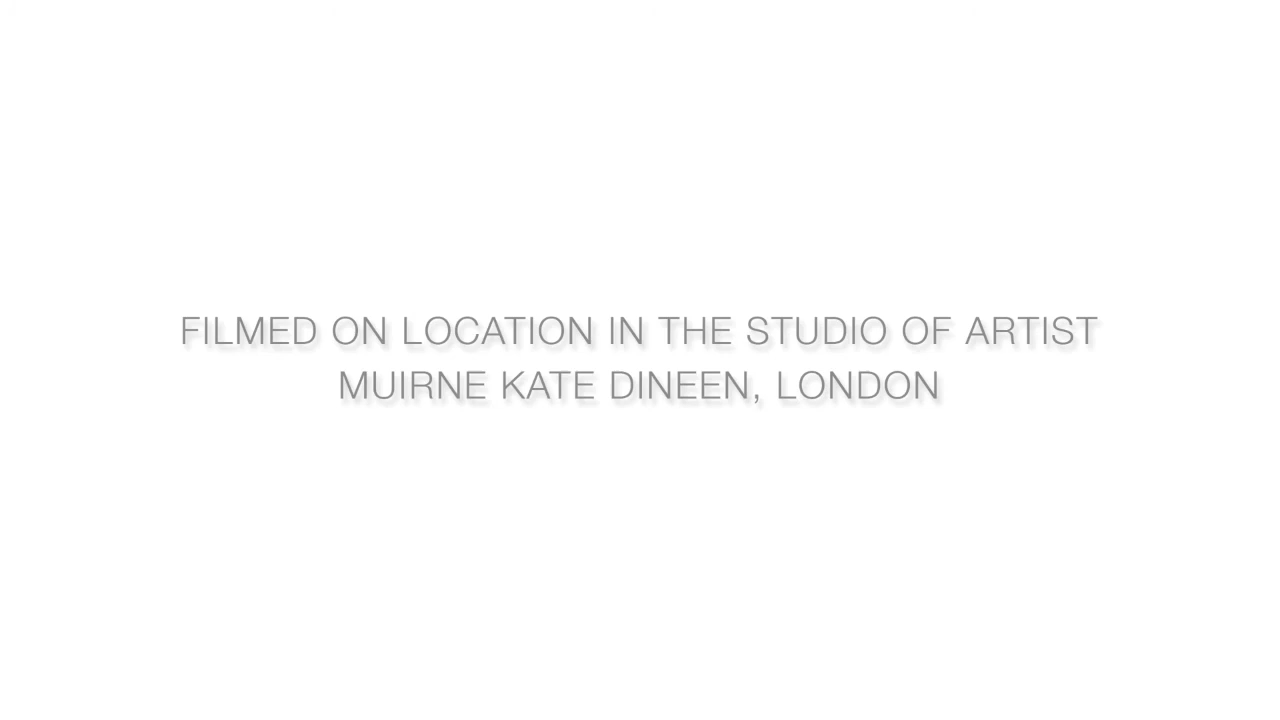 FILMED ON LOCATION IN THE STUDIO OF ARTIST
MUIRNE KATE DINEEN, LONDON